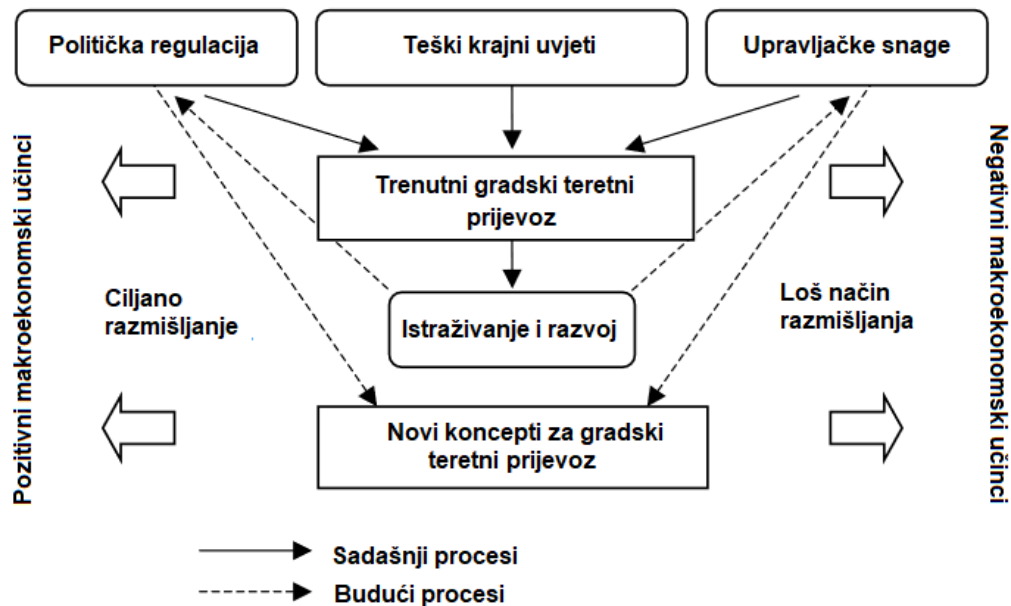 Politička regulacija
Teški krajni uvjeti
Upravljačke snage
Pozitivni makroekonomski učinci
Negativni makroekonomski učinci
Trenutni gradski teretni
prijevoz
Ciljano
razmišljanje
Istraživanje i razvoj
Loš način
razmišljanja
Novi koncepti za gradski
teretni prijevoz
Sadašnji procesi
Budući procesi